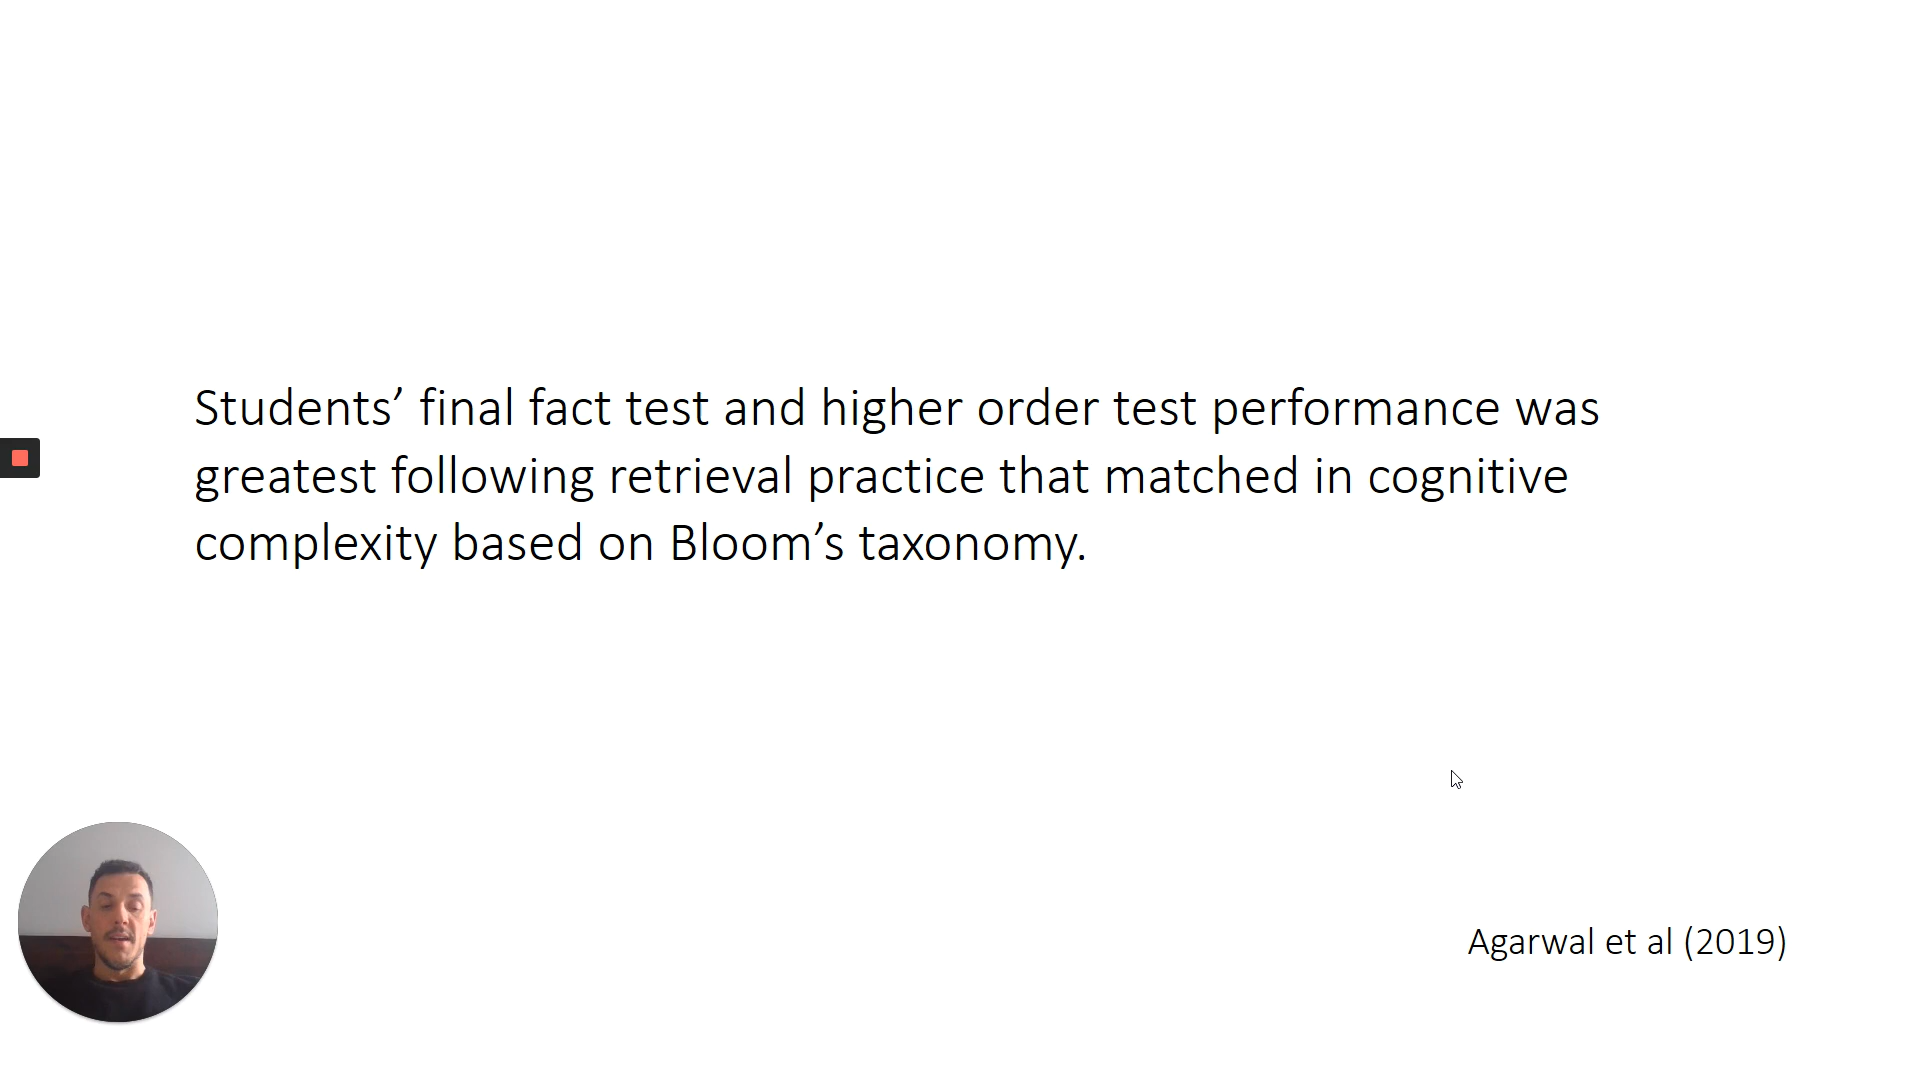 Students’ final fact test and higher order test performance was
greatest following retrieval practice that matched in cognitive
complexity based on Bloom’s taxonomy.
Agarwal et al (2019)